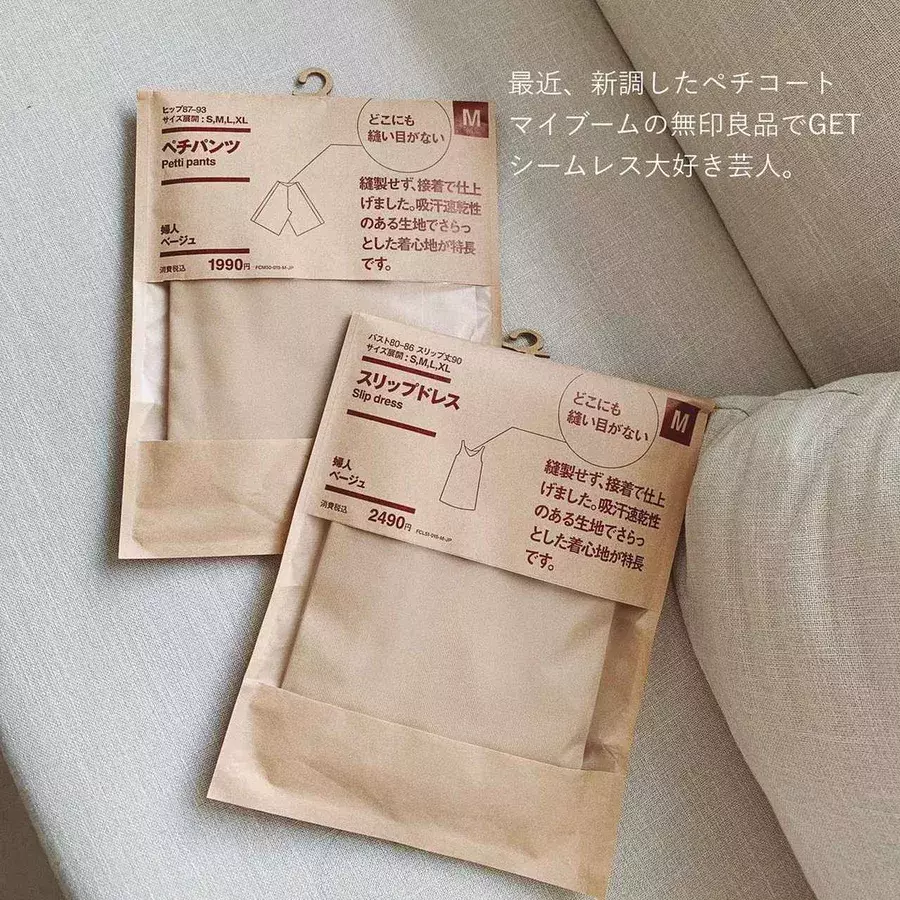 最近、新調したペチコート
マイブームの無印良品でGET
シームレス大好き芸人。
ヒップ87-93
サイズ展開:S,M,L,XL
ペチパンツ
Petti pants
どこにも
縫い目がない
M
縫製せず、接着で仕上
げました。吸汗速乾性
のある生地でさらっ
とした着心地が特長
です。
婦人
ベージュ
消費税込 1990円
バスト80-86 スリップ丈90
サイズ展開:S,M,L,XL
スリップドレス
Slip dress
どこにも
縫い目がない
M
縫製せず、接着で仕上
げました。吸汗速乾性
のある生地でさらっ
とした着心地が特長
です。
婦人
ベージュ
消費税込 2490円